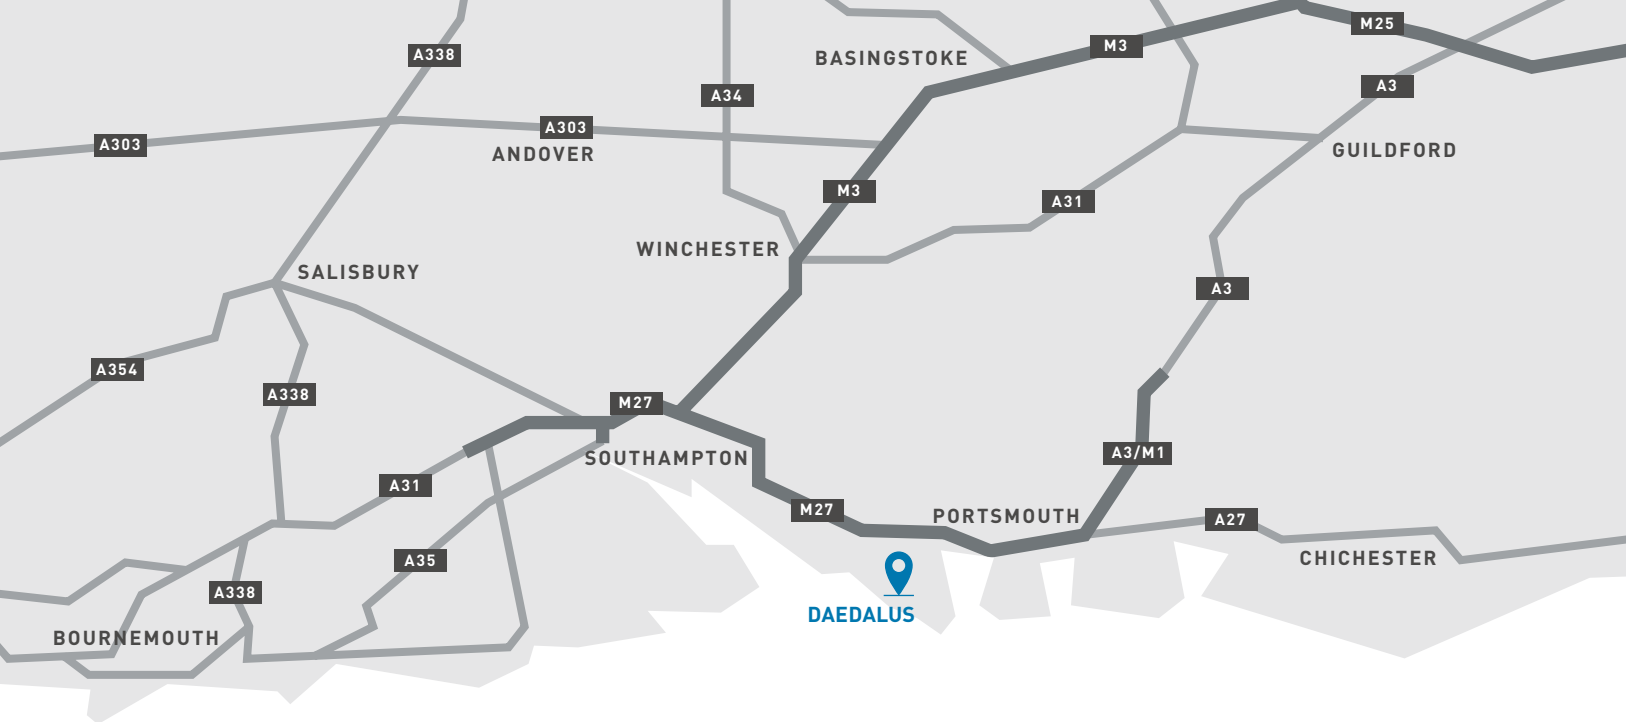 M25
M3
A338
BASINGSTOKE
A3
A34
A303
A303
ANDOVER
GUILDFORD
M3
A31
WINCHESTER
SALISBURY
A3
A354
A338
M27
A3/M1
SOUTHAMPTON
A31
M27
PORTSMOUTH
A27
A35
CHICHESTER
A338
DAEDALUS
BOURNEMOUTH